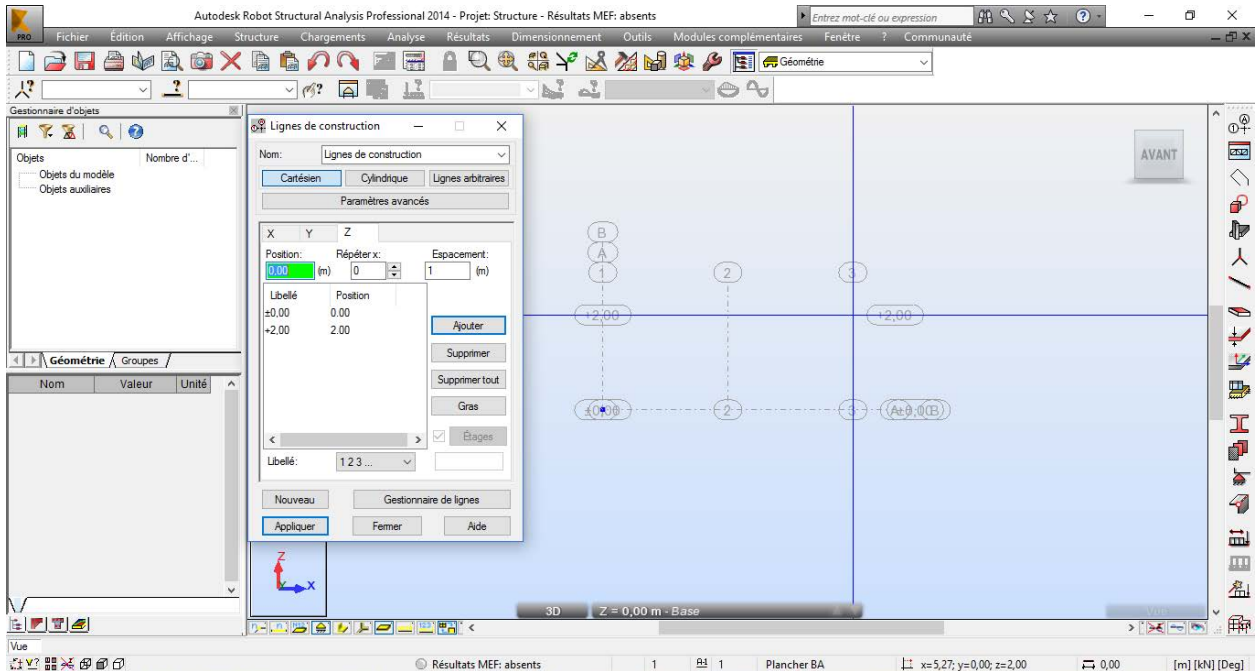 Autodesk Robot Structural Analysis Professional 2014 - Projet: Structure - Résultats MEF: absents
Entrez mot-clé ou expression
PRO
Fichier Édition Affichage Structure Chargements Analyse Résultats Dimensionnement Outils Modules complémentaires Fenêtre ? Communauté
Géométrie
Gestionnaire d'objets
Objets Nombre d'...
Objets du modèle
Objets auxiliaires
Géométrie Groupes
Nom Valeur Unité
Lignes de construction
Nom: Lignes de construction
Cartésien Cylindrique Lignes arbitraires
Paramètres avancés
X Y Z
Position: Répéter x: Espacement:
0.00 (m) 0 1 (m)
Libellé Position
±0,00 0.00
+2,00 2.00
Ajouter
Supprimer
Supprimer tout
Gras
Étages
Libellé: 1 2 3 ...
Nouveau Gestionnaire de lignes
Appliquer Fermer Aide
AVANT
B
A
1 2 3
+2,00 +2,00
±0,00 2 3
Z
X
3D Z = 0,00 m - Base
Vue
Vue
Résultats MEF: absents 1 1 Plancher BA x=5,27; y=0,00; z=2,00 0,00 [m] [kN] [Deg]